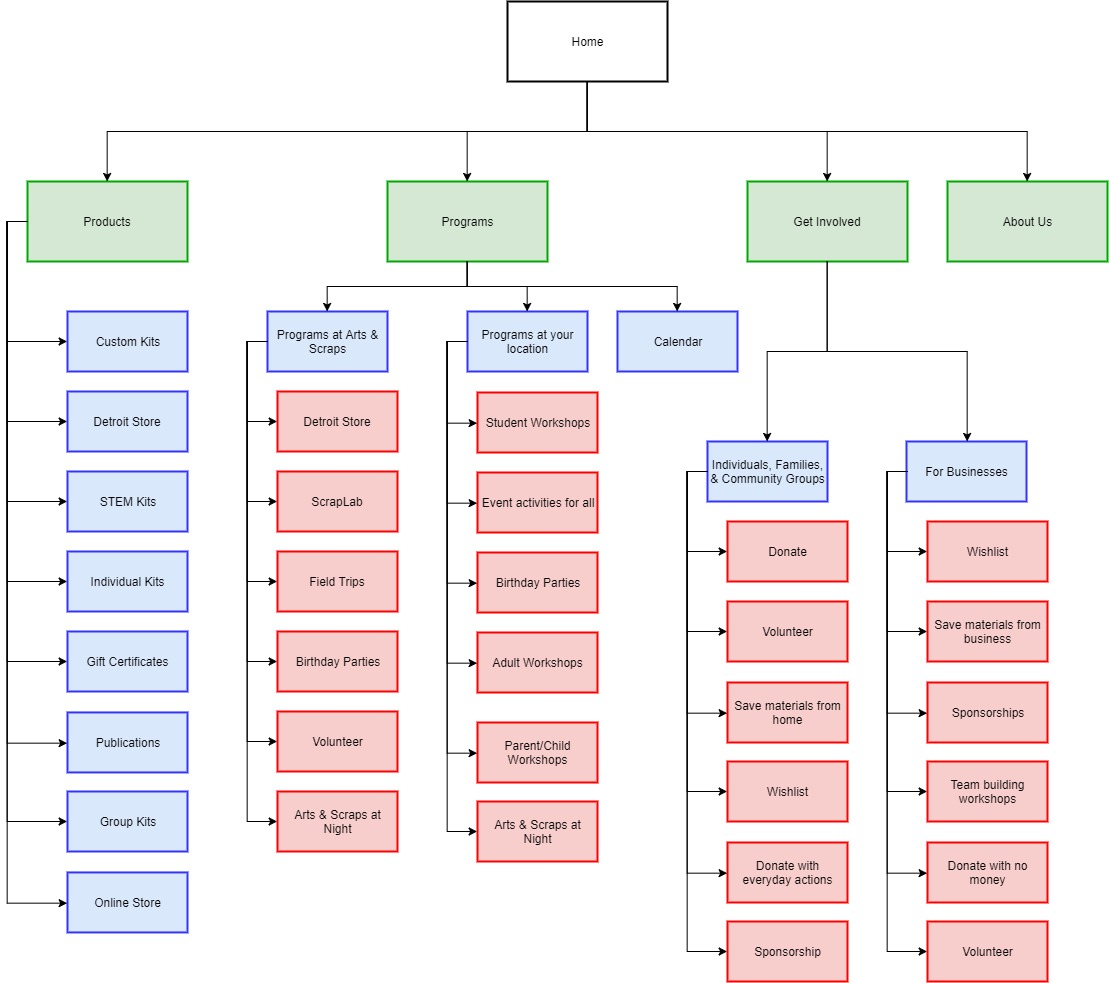 Home
Products
Programs
Get Involved
About Us
Custom Kits
Detroit Store
STEM Kits
Individual Kits
Gift Certificates
Publications
Group Kits
Online Store
Programs at Arts &
Scraps
Detroit Store
ScrapLab
Field Trips
Birthday Parties
Volunteer
Arts & Scraps at
Night
Programs at your
location
Student Workshops
Event activities for all
Birthday Parties
Adult Workshops
Parent/Child
Workshops
Arts & Scraps at
Night
Calendar
Individuals, Families,
& Community Groups
Donate
Volunteer
Save materials from
home
Wishlist
Donate with
everyday actions
Sponsorship
For Businesses
Wishlist
Save materials from
business
Sponsorships
Team building
workshops
Donate with no
money
Volunteer